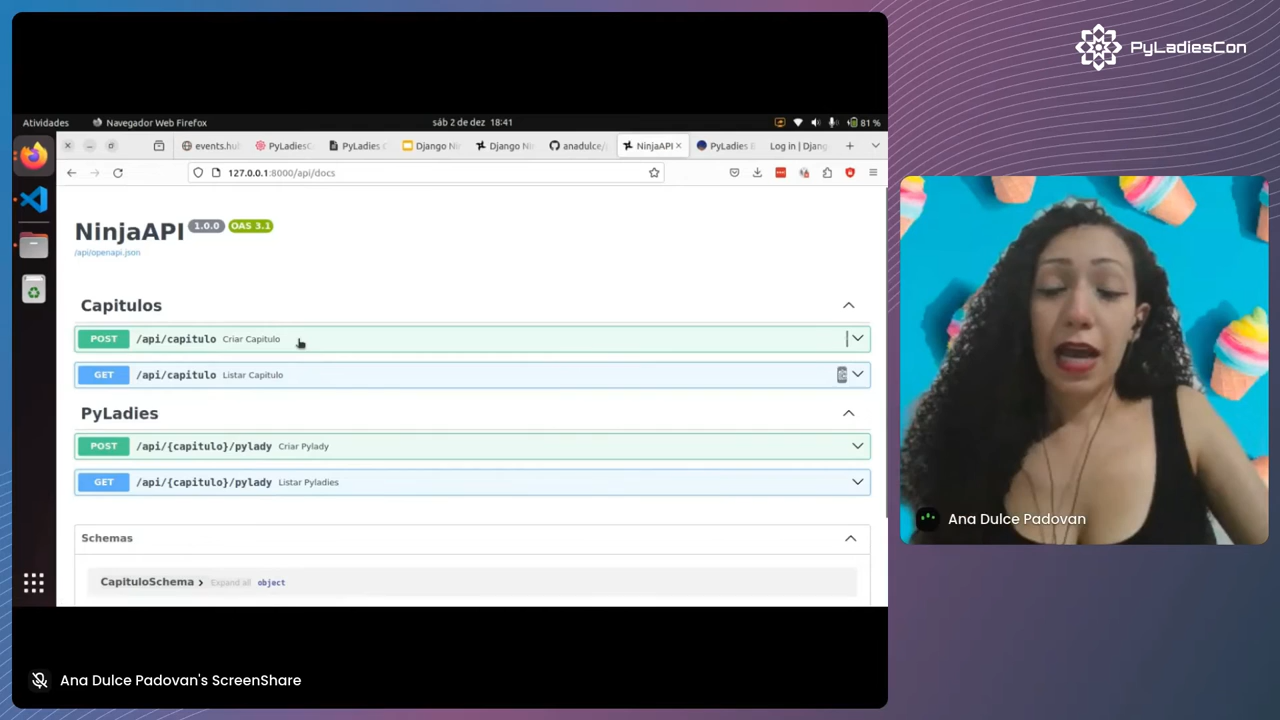 PyLadiesCon
Atividades
Navegador Web Firefox
sáb 2 de dez 18:41
81 %
events.hu
PyLadiesC
PyLadies C
Django Ni
Django Ni
anadulce/
NinjaAPI
PyLadies
Log in | Djang
127.0.0.1:8000/api/docs
NinjaAPI 1.0.0 OAS 3.1
/api/openapi.json
Capitulos
POST /api/capitulo Criar Capitulo
GET /api/capitulo Listar Capitulo
PyLadies
POST /api/{capitulo}/pylady Criar Pylady
GET /api/{capitulo}/pylady Listar Pyladies
Schemas
CapituloSchema > Expand all object
Ana Dulce Padovan
Ana Dulce Padovan's ScreenShare